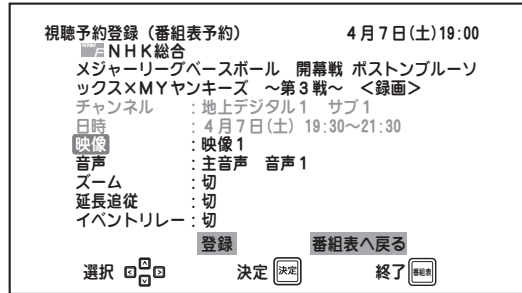 視聴予約登録（番組表予約） 4月7日(土)19:00
NHK総合
メジャーリーグベースボール 開幕戦 ボストンブルーソ
ックス×MYヤンキーズ ～第3戦～ ＜録画＞
チャンネル ：地上デジタル1 サブ1
日時 ：4月7日(土) 19:30～21:30
映像 ：映像1
音声 ：主音声 音声1
ズーム ：切
延長追従 ：切
イベントリレー：切
登録 番組表へ戻る
選択 決定 決定 終了 番組表